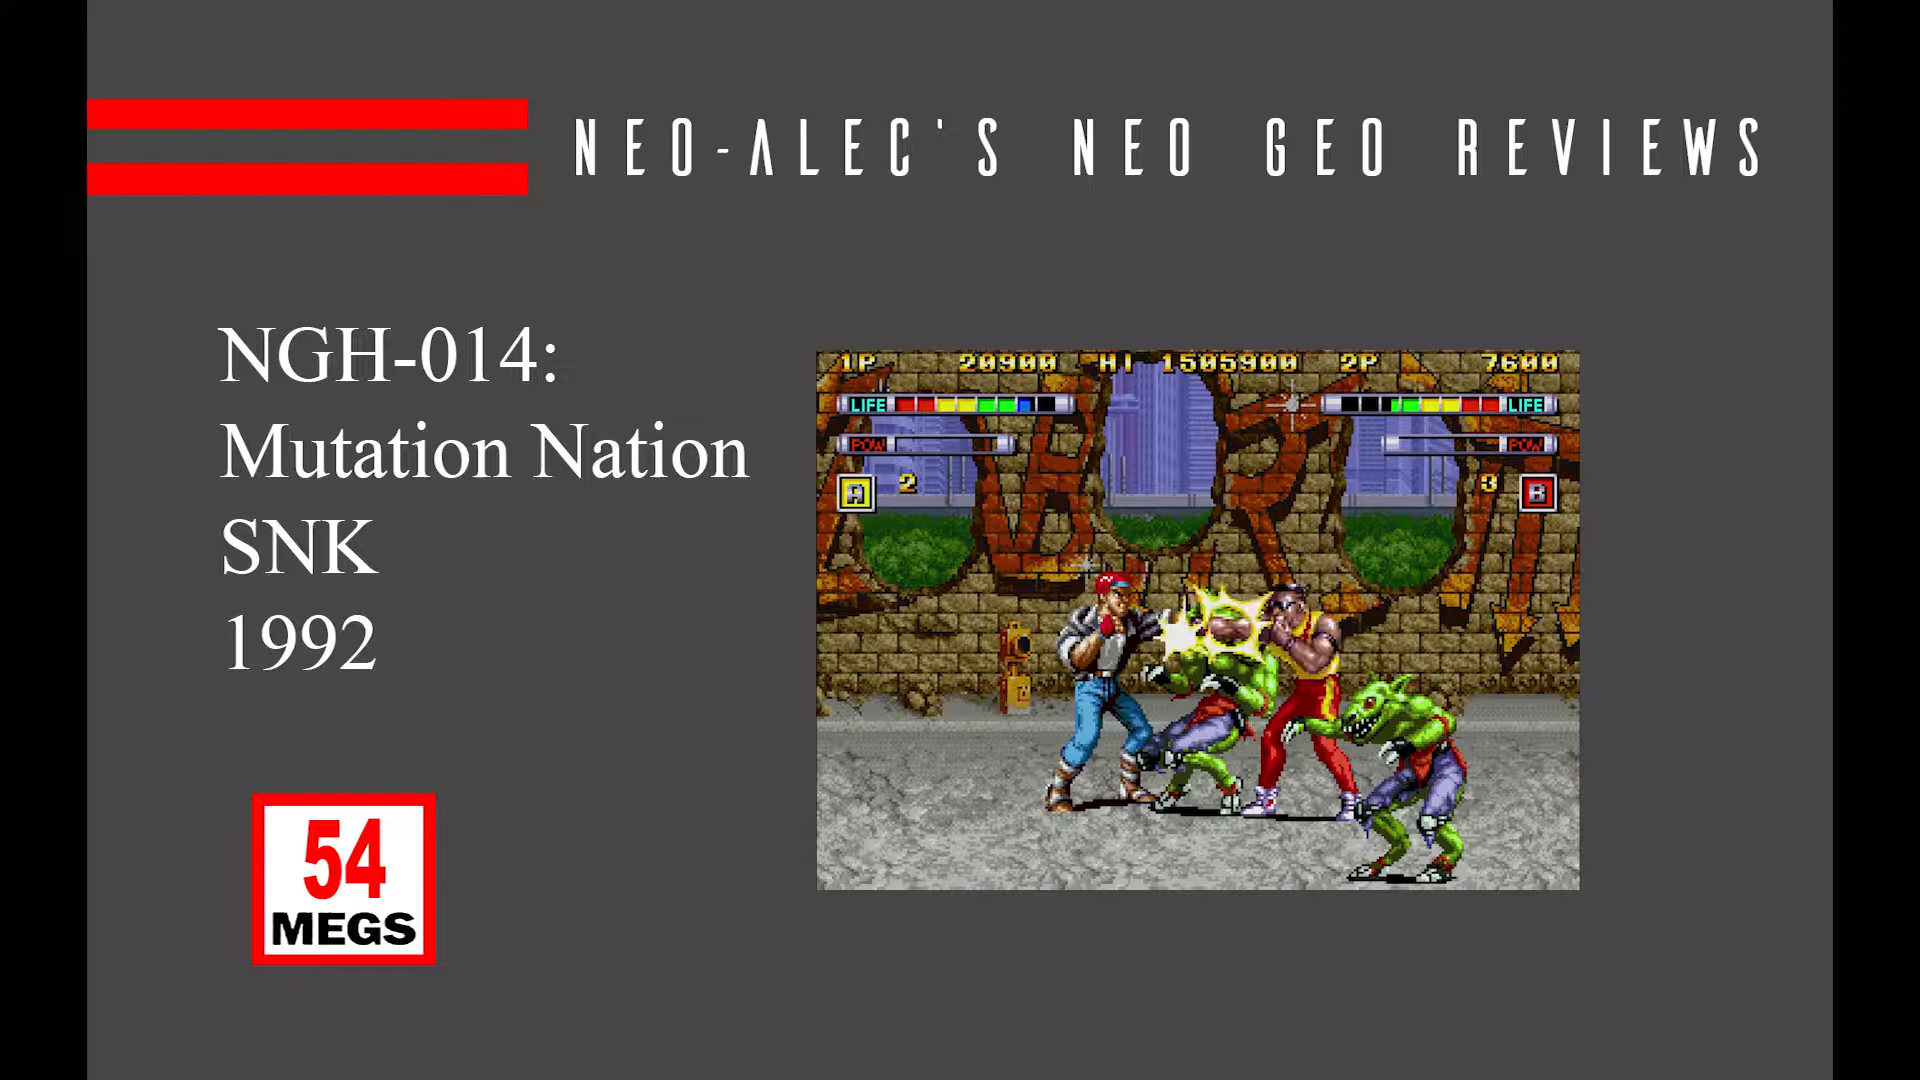 NEO-ALEC'S NEO GEO REVIEWS
NGH-014:
Mutation Nation
SNK
1992
54
MEGS
1P 20900 HI 1505900 2P 7600
LIFE LIFE
POW POW
A 2 3 B